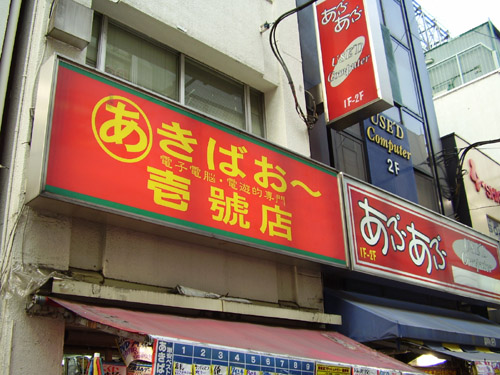 あきばお～
電子電脳・電遊的専門
壱號店
あぷあぷ
USED
Computer
1F-2F
USE'D
Computer
2F
あぷあぷ
1F-2F
1 2 3 4 5 6 7 8 9